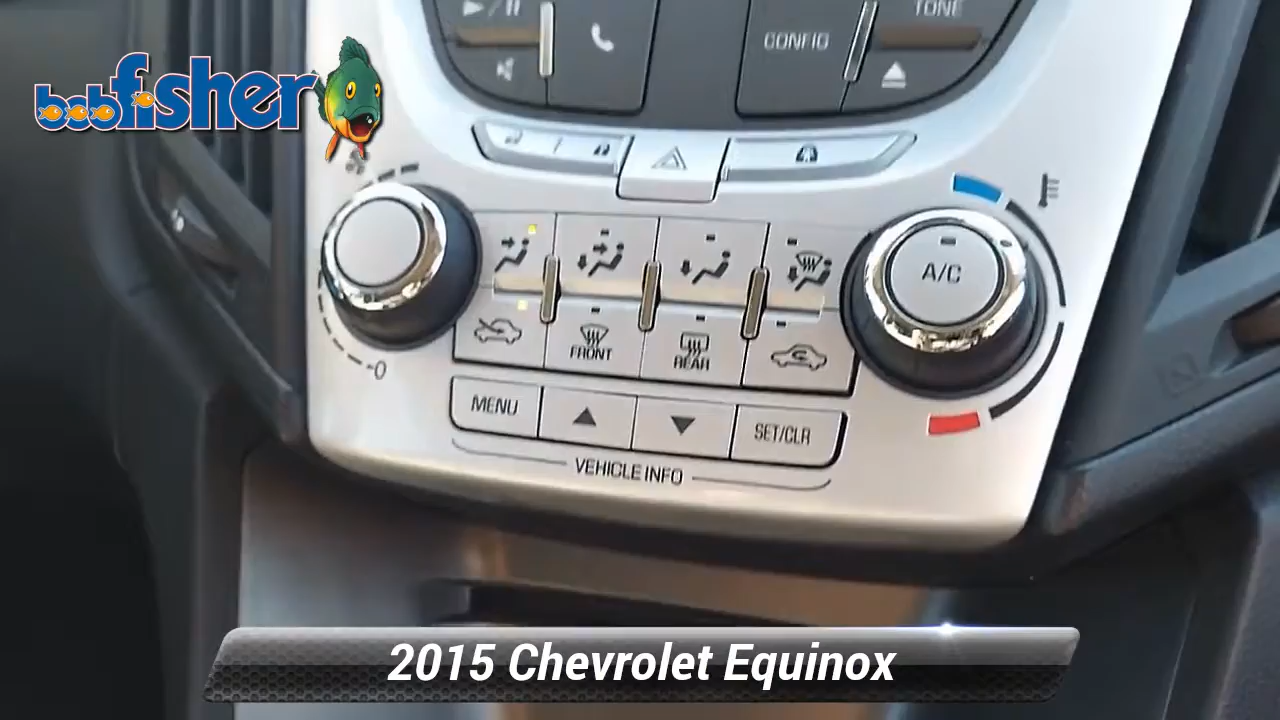 TONE
CONFIG
bobfisher
A/C
FRONT
REAR
0
MENU
SET/CLR
VEHICLE INFO
2015 Chevrolet Equinox